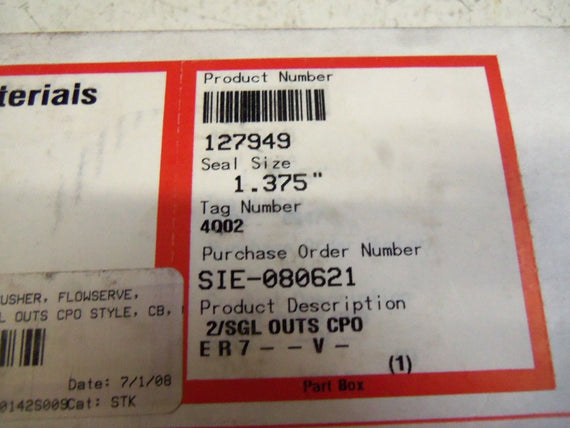 terials
Product Number
127949
Seal Size
1.375"
Tag Number
4002
Purchase Order Number
SIE-080621
Product Description
2/SGL OUTS CPO
ER7--V-
(1)
Part Box
USHER, FLOWSERVE,
L OUTS CPO STYLE, CB,
Date: 7/1/08
0142S009Cat: STK